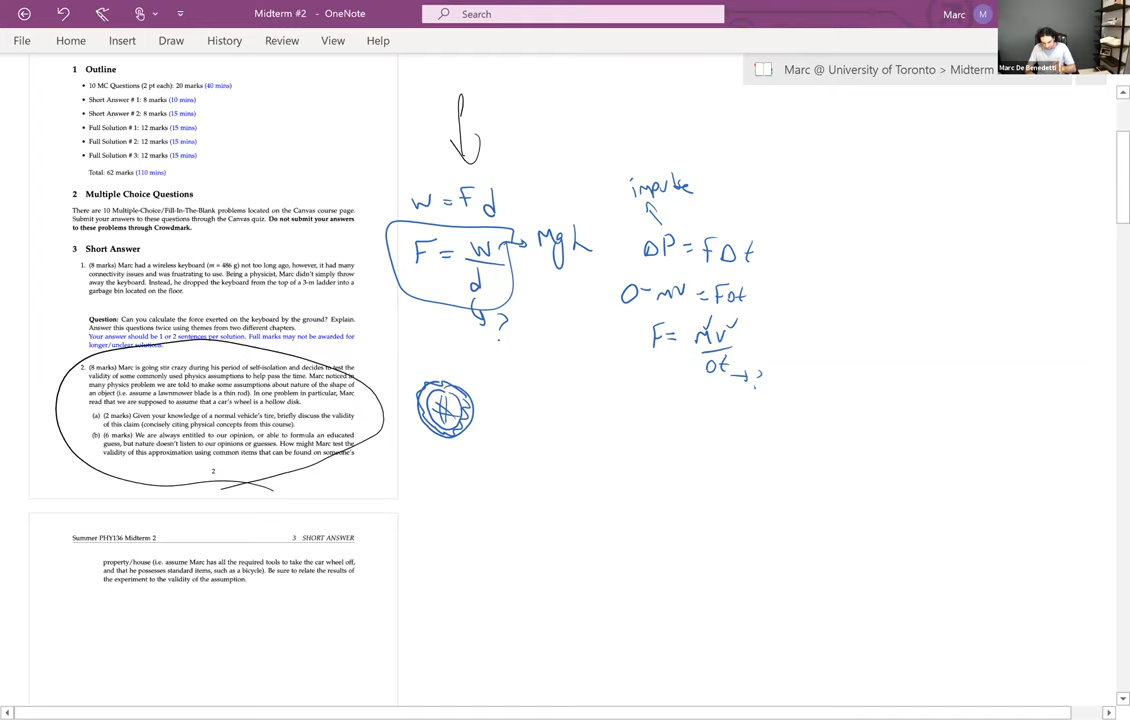 Midterm #2 - OneNote
Search
Marc
M
File Home Insert Draw History Review View Help
Marc De Benedetti
Marc @ University of Toronto > Midterm
1 Outline
• 10 MC Questions (2 pt each): 20 marks (40 mins)
• Short Answer # 1: 8 marks (10 mins)
• Short Answer # 2: 8 marks (15 mins)
• Full Solution # 1: 12 marks (15 mins)
• Full Solution # 2: 12 marks (15 mins)
• Full Solution # 3: 12 marks (15 mins)
Total: 62 marks (110 mins)
2 Multiple Choice Questions
There are 10 Multiple-Choice/Fill-In-The-Blank problems located on the Canvas course page.
Submit your answers to these questions through the Canvas quiz. Do not submit your answers
to these problems through Crowdmark.
3 Short Answer
1. (8 marks) Marc had a wireless keyboard (m = 486 g) not too long ago, however, it had many
connectivity issues and was frustrating to use. Being a physicist, Marc didn't simply throw
away the keyboard. Instead, he dropped the keyboard from the top of a 3-m ladder into a
garbage bin located on the floor.
Question: Can you calculate the force exerted on the keyboard by the ground? Explain.
Answer this questions twice using themes from two different chapters.
Your answer should be 1 or 2 sentences per solution. Full marks may not be awarded for
longer/unclear solutions.
2. (8 marks) Marc is going stir crazy during his period of self-isolation and decides to test the
validity of some commonly used physics assumptions to help pass the time. Marc noticed in
many physics problem we are told to make some assumptions about nature of the shape of
an object (i.e. assume a lawnmower blade is a thin rod). In one problem in particular, Marc
read that we are supposed to assume that a car's wheel is a hollow disk.
(a) (2 marks) Given your knowledge of a normal vehicle's tire, briefly discuss the validity
of this claim (concisely citing physical concepts from this course).
(b) (6 marks) We are always entitled to our opinion, or able to formulate an educated
guess, but nature doesn't listen to our opinions or guesses. How might Marc test the
validity of this approximation using common items that can be found on someone's
2
Summer PHY136 Midterm 2 3 SHORT ANSWER
property/house (i.e. assume Marc has all the required tools to take the car wheel off,
and that he possesses standard items, such as a bicycle). Be sure to relate the results of
the experiment to the validity of the assumption.
W = Fd
F = W/d → Mgh
?
impulse
ΔP = FΔt
0 - mv = FΔt
F = mv/Δt → ?